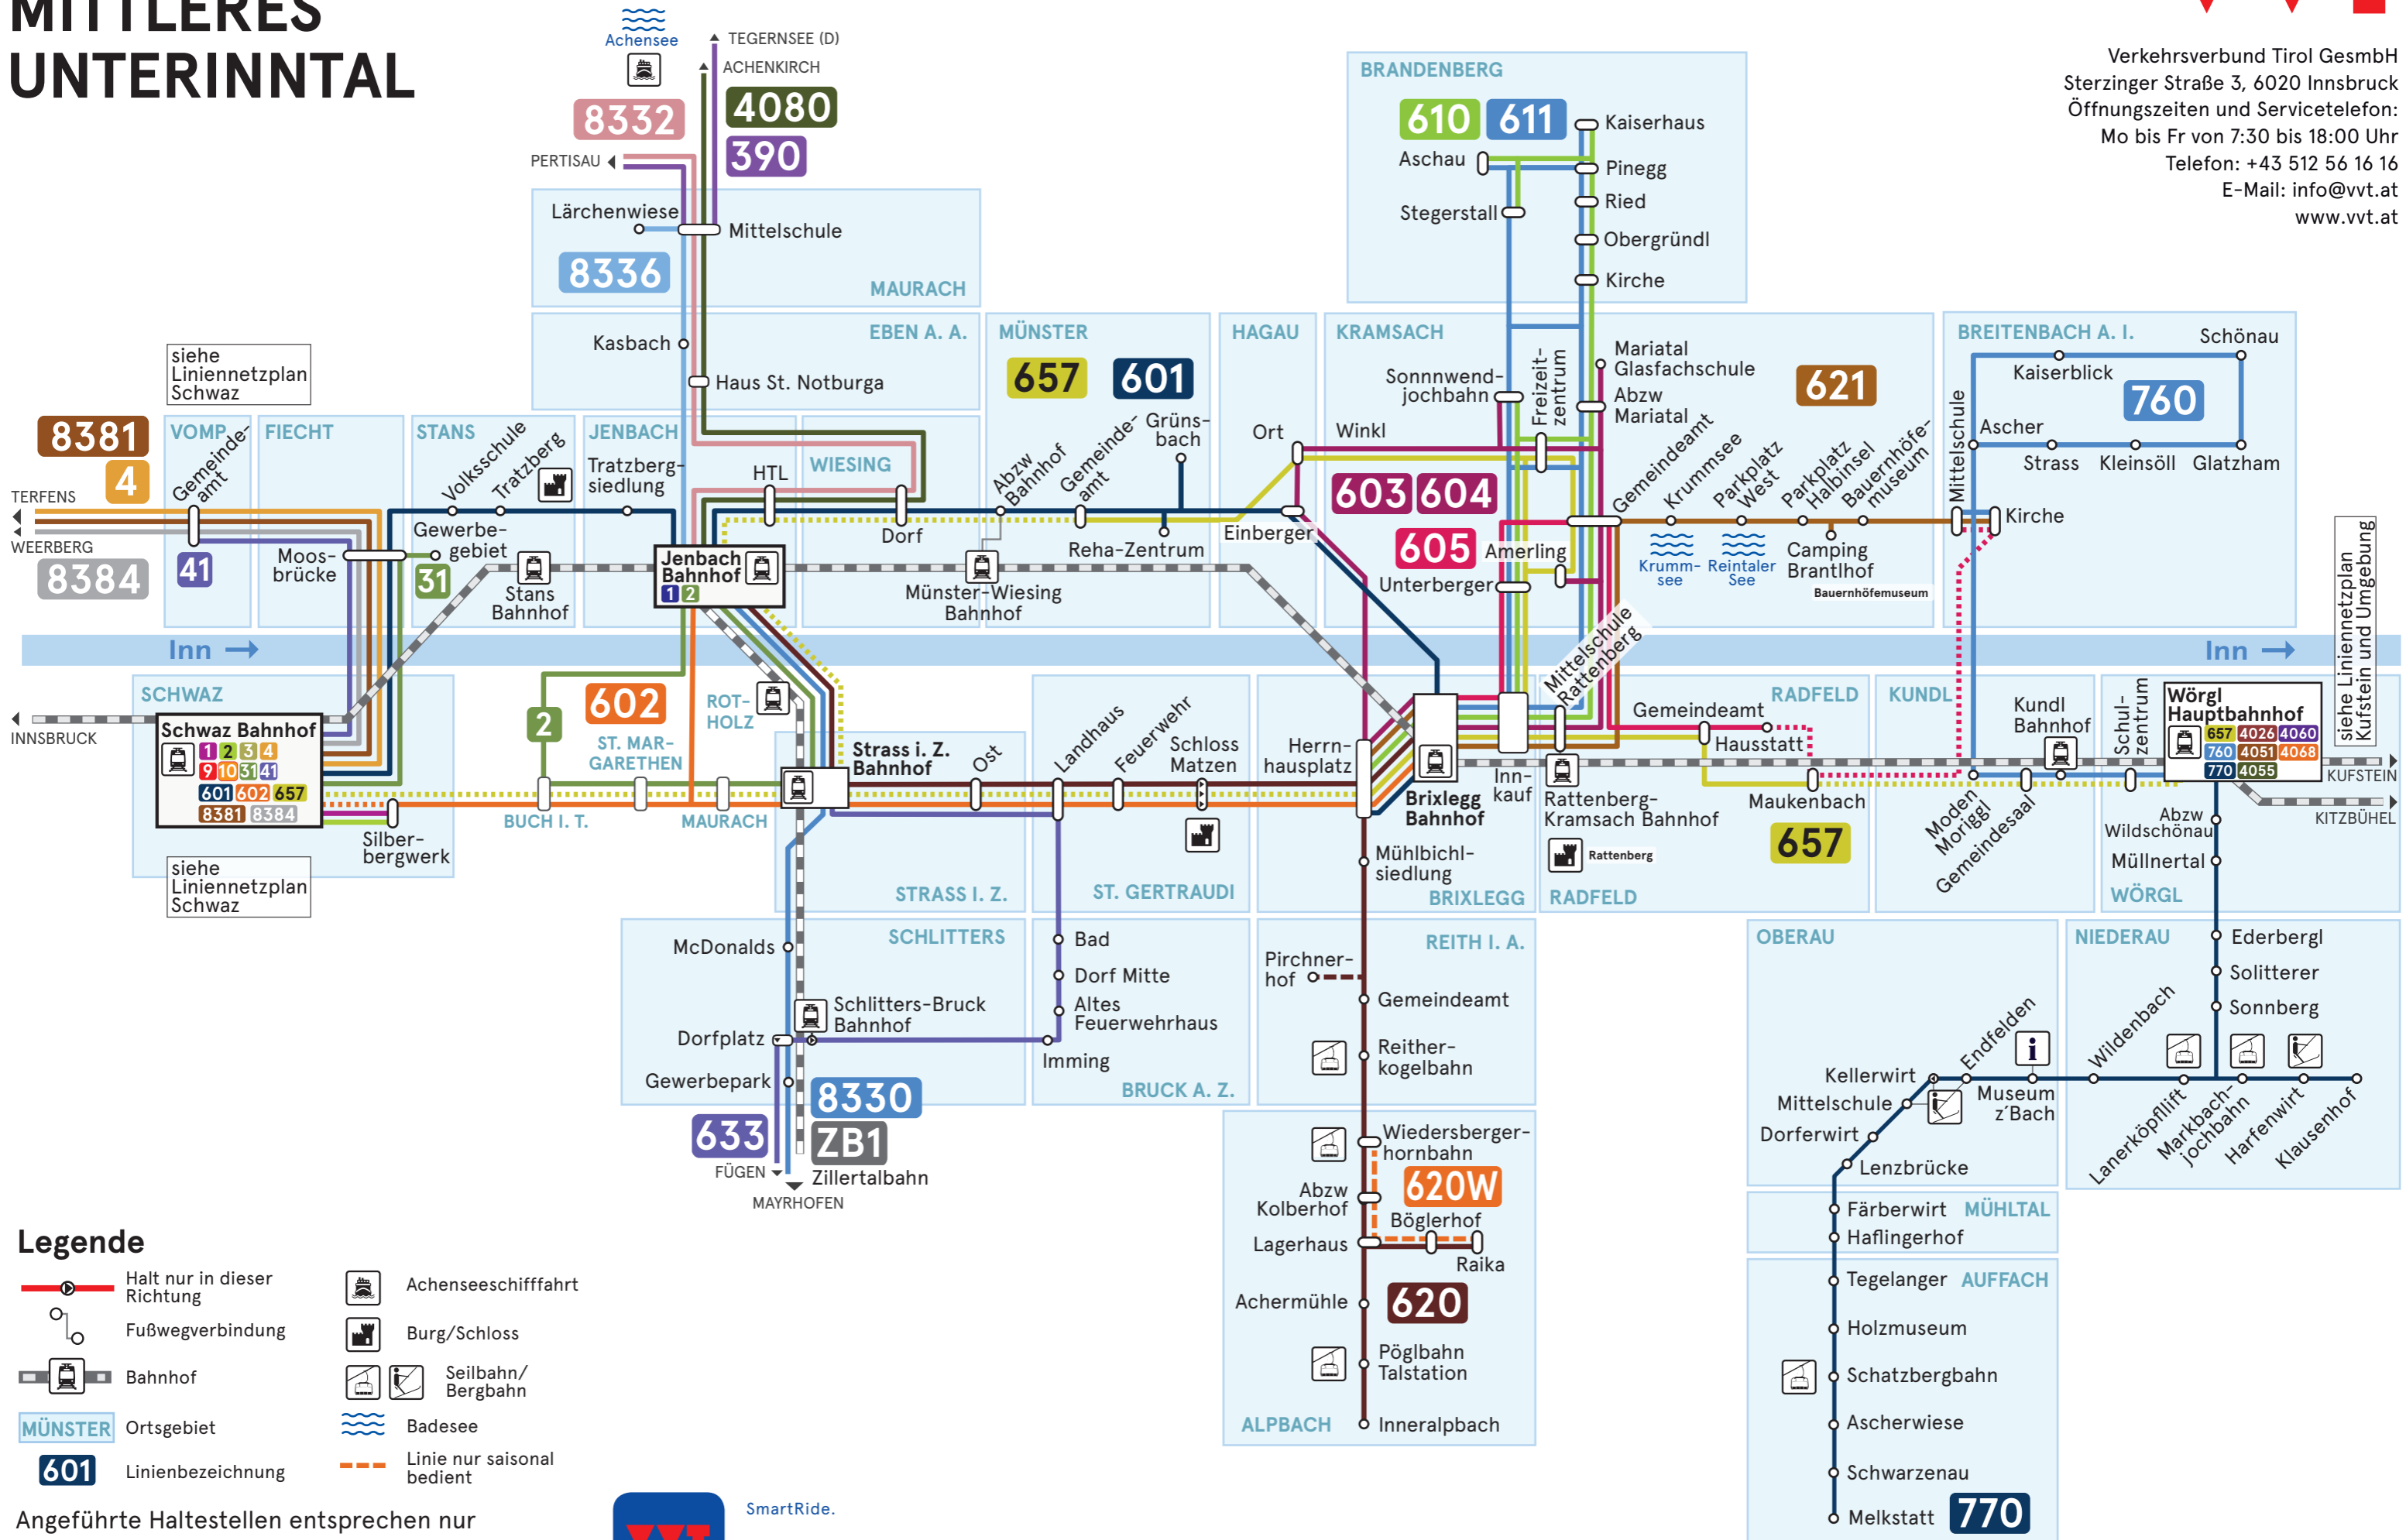 MITTLERES
UNTERINNTAL
Verkehrsverbund Tirol GesmbH
Sterzinger Straße 3, 6020 Innsbruck
Öffnungszeiten und Servicetelefon:
Mo bis Fr von 7:30 bis 18:00 Uhr
Telefon: +43 512 56 16 16
E-Mail: info@vvt.at
www.vvt.at
Achensee
TEGERNSEE (D)
ACHENKIRCH
8332
4080
390
PERTISAU
Lärchenwiese
Mittelschule
8336
MAURACH
Kasbach
EBEN A. A.
Haus St. Notburga
BRANDENBERG
610
611
Kaiserhaus
Aschau
Pinegg
Ried
Stegerstall
Obergründl
Kirche
siehe
Liniennetzplan
Schwaz
8381
4
TERFENS
WEERBERG
8384
VOMP
Gemeinde-
amt
41
FIECHT
Moos-
brücke
STANS
Volksschule
Tratzberg
Gewerbe-
gebiet
31
Stans
Bahnhof
JENBACH
Tratzberg-
siedlung
HTL
Jenbach
Bahnhof
1 2
WIESING
Dorf
MÜNSTER
657
601
Abzw
Bahnhof
Gemeinde-
amt
Grüns-
bach
Reha-Zentrum
Münster-Wiesing
Bahnhof
HAGAU
Ort
Einberger
KRAMSACH
Winkl
Sonnnwend-
jochbahn
Freizeit-
zentrum
Mariatal
Glasfachschule
Abzw
Mariatal
621
603
604
605
Amerling
Unterberger
Gemeindeamt
Krummsee
Parkplatz
West
Parkplatz
Halbinsel
Bauernhöfe-
museum
Krumm-
see
Reintaler
See
Camping
Brantlhof
Bauernhöfemuseum
BREITENBACH A. I.
Schönau
Kaiserblick
760
Mittelschule
Ascher
Strass
Kleinsöll
Glatzham
Kirche
siehe Liniennetzplan
Kufstein und Umgebung
Inn
Inn
Mittelschule
Rattenberg
SCHWAZ
INNSBRUCK
Schwaz Bahnhof
1 2 3 4
9 10 31 41
601 602 657
8381 8384
Silber-
bergwerk
siehe
Liniennetzplan
Schwaz
2
602
BUCH I. T.
ST. MAR-
GARETHEN
MAURACH
ROT-
HOLZ
Strass i. Z.
Bahnhof
Ost
STRASS I. Z.
Landhaus
Feuerwehr
Schloss
Matzen
ST. GERTRAUDI
Herrn-
hausplatz
Brixlegg
Bahnhof
Mühlbichl-
siedlung
BRIXLEGG
Inn-
kauf
Rattenberg-
Kramsach Bahnhof
Rattenberg
RADFELD
RADFELD
Gemeindeamt
Hausstatt
Maukenbach
657
KUNDL
Kundl
Bahnhof
Moden
Moriggl
Gemeindesaal
Schul-
zentrum
Wörgl
Hauptbahnhof
657 4026 4060
760 4051 4068
770 4055
KUFSTEIN
KITZBÜHEL
Abzw
Wildschönau
Müllnertal
WÖRGL
SCHLITTERS
McDonalds
Schlitters-Bruck
Bahnhof
Dorfplatz
Gewerbepark
8330
633
ZB1
FÜGEN
Zillertalbahn
MAYRHOFEN
Bad
Dorf Mitte
Altes
Feuerwehrhaus
Imming
BRUCK A. Z.
REITH I. A.
Pirchner-
hof
Gemeindeamt
Reither-
kogelbahn
Wiedersberger-
hornbahn
620W
Abzw
Kolberhof
Böglerhof
Lagerhaus
Raika
Achermühle
620
Pöglbahn
Talstation
ALPBACH
Inneralpbach
OBERAU
Endfelden
i
Kellerwirt
Museum
z´Bach
Mittelschule
Dorferwirt
Lenzbrücke
NIEDERAU
Ederbergl
Solitterer
Sonnberg
Wildenbach
Lanerköpfllift
Markbach-
jochbahn
Harfenwirt
Klausenhof
Färberwirt
MÜHLTAL
Haflingerhof
Tegelanger
AUFFACH
Holzmuseum
Schatzbergbahn
Ascherwiese
Schwarzenau
Melkstatt
770
Legende
Halt nur in dieser
Richtung
Fußwegverbindung
Bahnhof
MÜNSTER
Ortsgebiet
601
Linienbezeichnung
Achenseeschifffahrt
Burg/Schloss
Seilbahn/
Bergbahn
Badesee
Linie nur saisonal
bedient
Angeführte Haltestellen entsprechen nur
SmartRide.